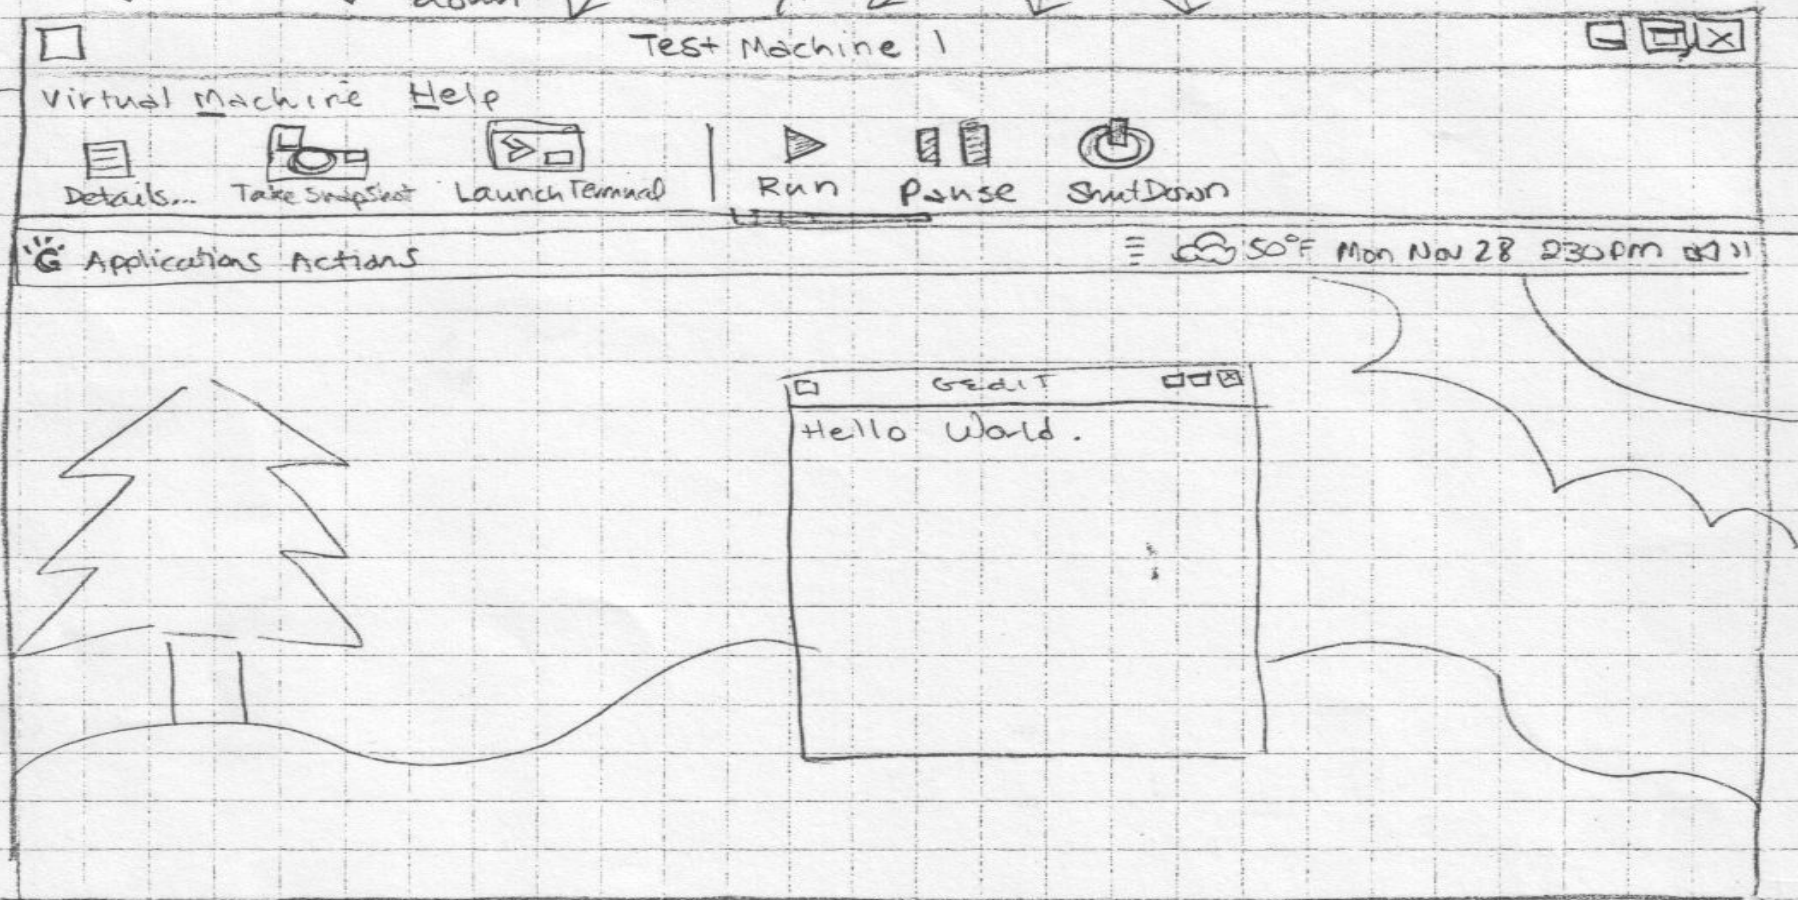 down
Test Machine 1
Virtual Machine Help
Details... Take Snapshot Launch Terminal Run Pause ShutDown
G Applications Actions 50°F Mon Nov 28 230pm
GEdiT
Hello World.